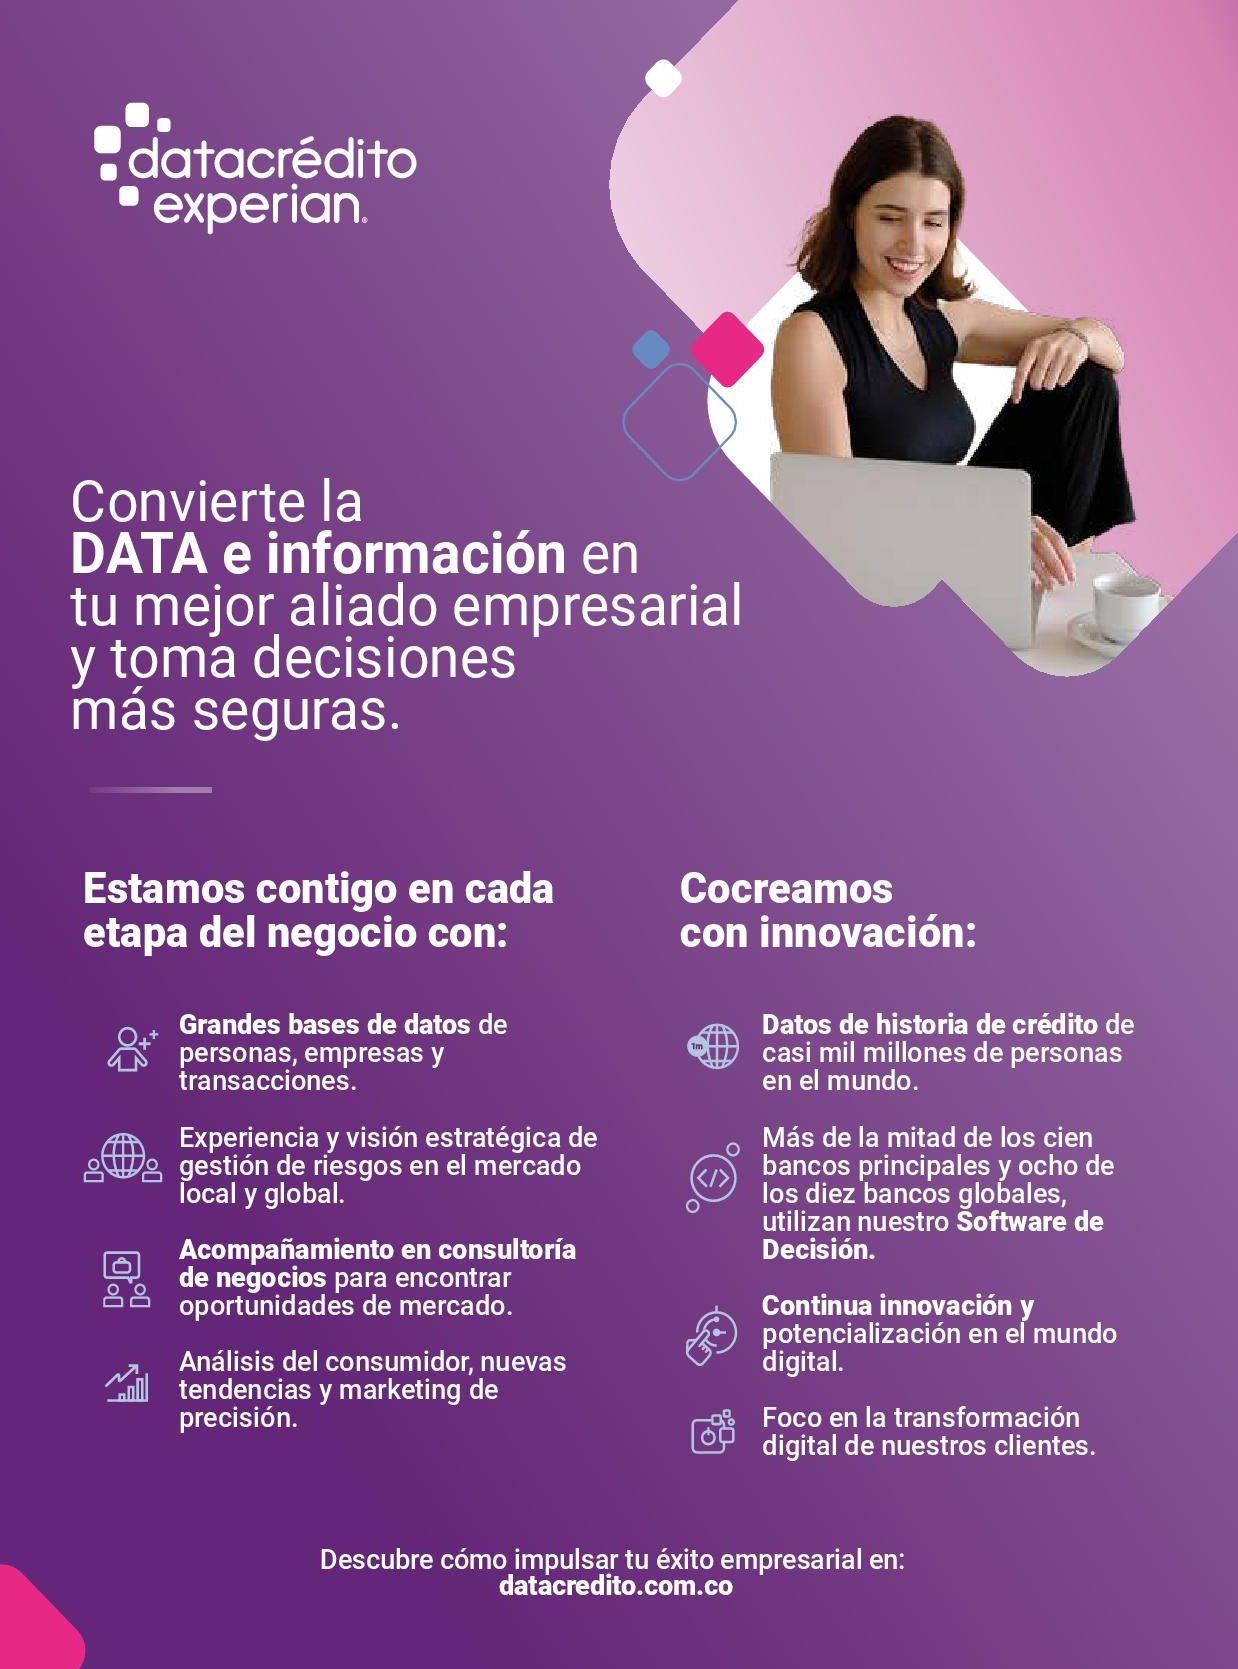 datacrédito
experian.®
Convierte la
DATA e información en
tu mejor aliado empresarial
y toma decisiones
más seguras.
Estamos contigo en cada
etapa del negocio con:
Grandes bases de datos de
personas, empresas y
transacciones.
Experiencia y visión estratégica de
gestión de riesgos en el mercado
local y global.
Acompañamiento en consultoría
de negocios para encontrar
oportunidades de mercado.
Análisis del consumidor, nuevas
tendencias y marketing de
precisión.
Cocreamos
con innovación:
1m
Datos de historia de crédito de
casi mil millones de personas
en el mundo.
</>
Más de la mitad de los cien
bancos principales y ocho de
los diez bancos globales,
utilizan nuestro Software de
Decisión.
Continua innovación y
potencialización en el mundo
digital.
Foco en la transformación
digital de nuestros clientes.
Descubre cómo impulsar tu éxito empresarial en:
datacredito.com.co